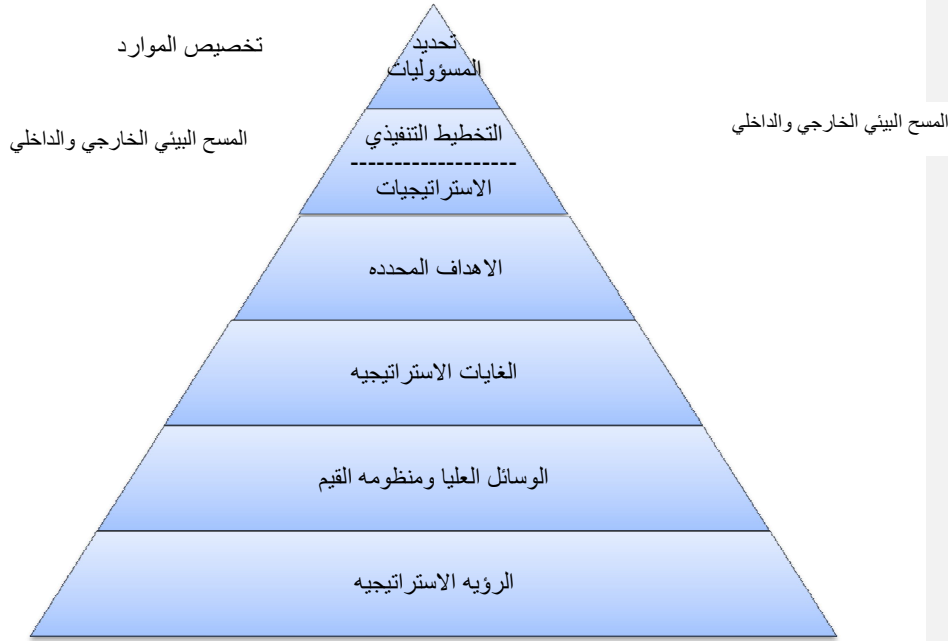 تحديد
المسؤوليات
تخصيص الموارد
التخطيط التنفيذي
-------------------
الاستراتيجيات
المسح البيئي الخارجي والداخلي
المسح البيئي الخارجي والداخلي
الاهداف المحدده
الغايات الاستراتيجيه
الوسائل العليا ومنظومه القيم
الرؤيه الاستراتيجيه